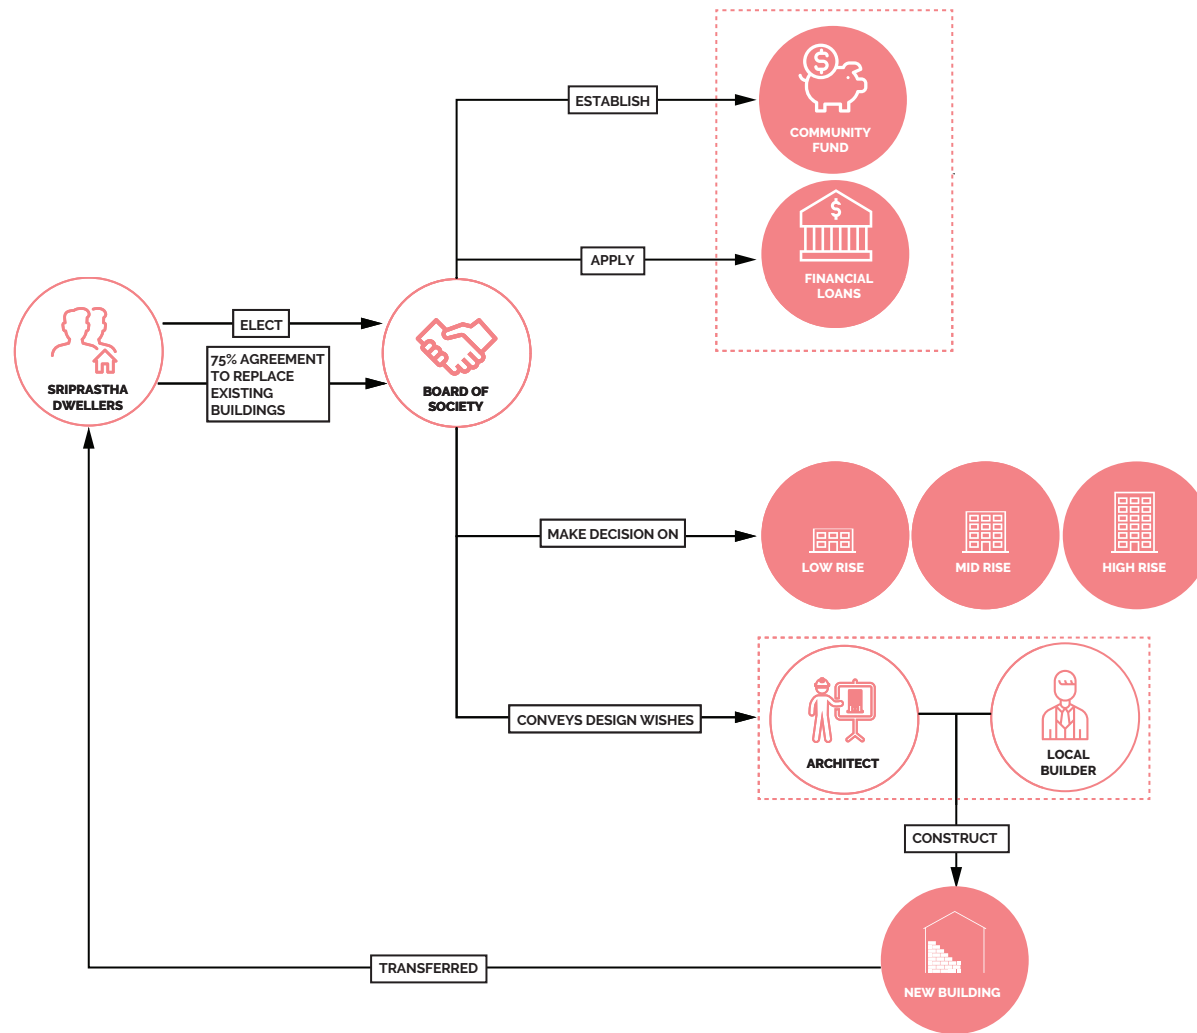 ESTABLISH
COMMUNITY
FUND
APPLY
FINANCIAL
LOANS
SRIPRASTHA
DWELLERS
ELECT
75% AGREEMENT
TO REPLACE
EXISTING
BUILDINGS
BOARD OF
SOCIETY
MAKE DECISION ON
LOW RISE
MID RISE
HIGH RISE
CONVEYS DESIGN WISHES
ARCHITECT
LOCAL
BUILDER
CONSTRUCT
NEW BUILDING
TRANSFERRED